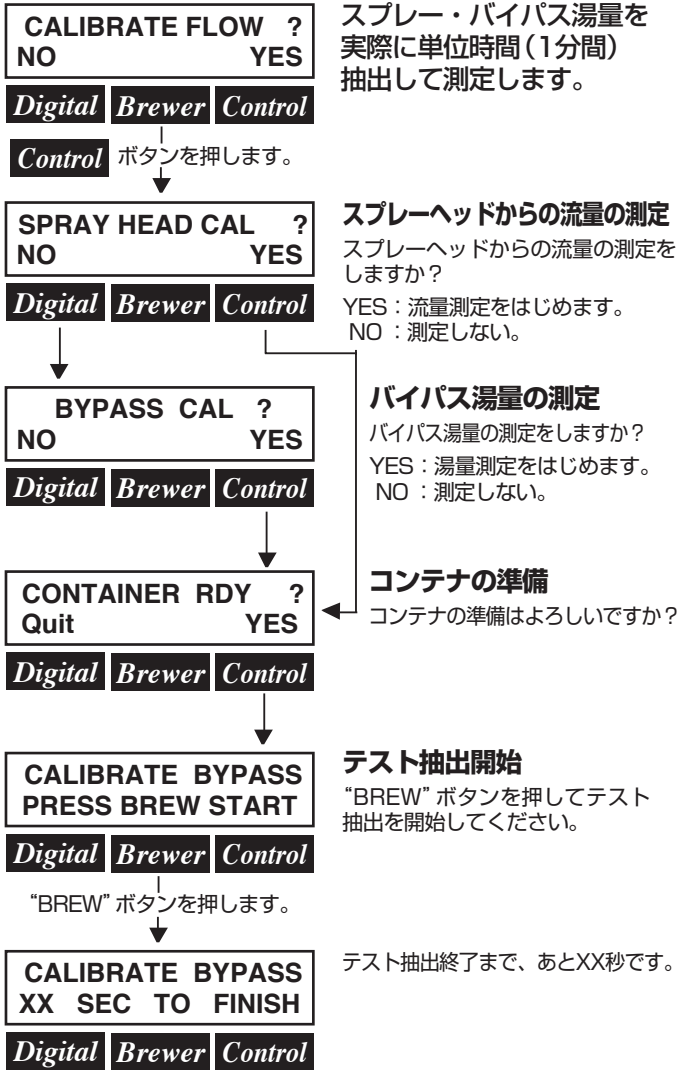 CALIBRATE FLOW ?
NO YES
Digital Brewer Control
スプレー・バイパス湯量を
実際に単位時間(1分間)
抽出して測定します。
Control ボタンを押します。
SPRAY HEAD CAL ?
NO YES
Digital Brewer Control
スプレーヘッドからの流量の測定
スプレーヘッドからの流量の測定を
しますか?
YES:流量測定をはじめます。
NO :測定しない。
BYPASS CAL ?
NO YES
Digital Brewer Control
バイパス湯量の測定
バイパス湯量の測定をしますか?
YES:湯量測定をはじめます。
NO :測定しない。
CONTAINER RDY ?
Quit YES
Digital Brewer Control
コンテナの準備
コンテナの準備はよろしいですか?
CALIBRATE BYPASS
PRESS BREW START
Digital Brewer Control
テスト抽出開始
“BREW”ボタンを押してテスト
抽出を開始してください。
“BREW”ボタンを押します。
CALIBRATE BYPASS
XX SEC TO FINISH
Digital Brewer Control
テスト抽出終了まで、あとXX秒です。